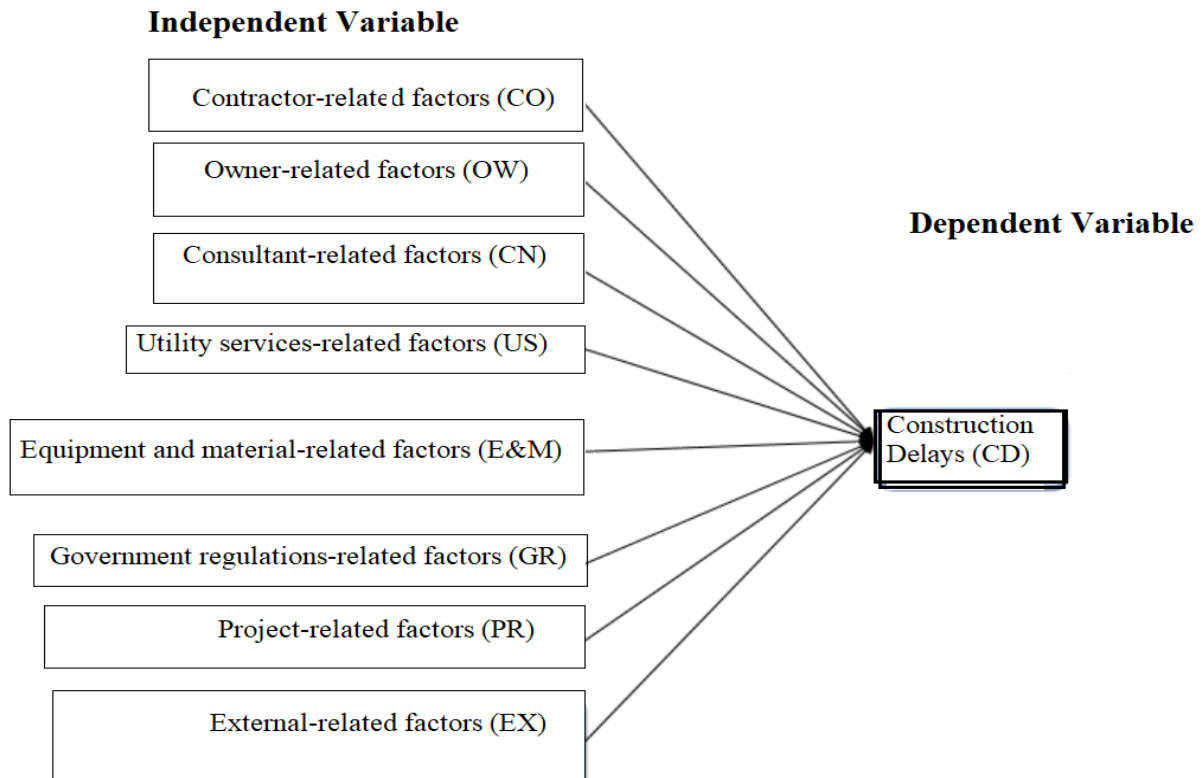 Independent Variable
Contractor-related factors (CO)
Owner-related factors (OW)
Consultant-related factors (CN)
Utility services-related factors (US)
Equipment and material-related factors (E&M)
Government regulations-related factors (GR)
Project-related factors (PR)
External-related factors (EX)
Dependent Variable
Construction
Delays (CD)